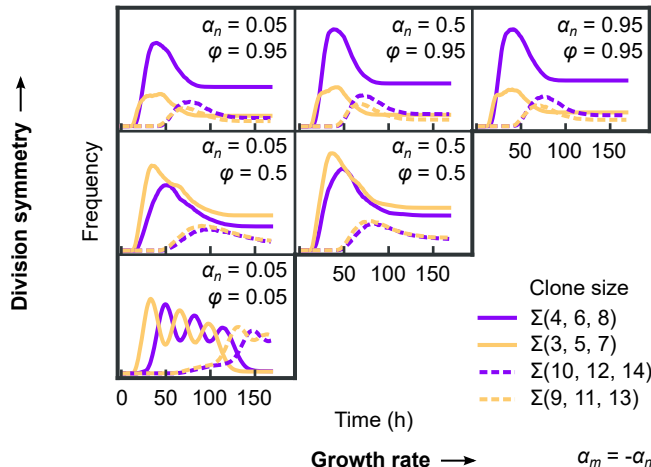 αn = 0.05
φ = 0.95
αn = 0.5
φ = 0.95
αn = 0.95
φ = 0.95
αn = 0.05
φ = 0.5
αn = 0.5
φ = 0.5
50 100 150
αn = 0.05
φ = 0.05
50 100 150
0 50 100 150
Division symmetry
Frequency
Time (h)
Growth rate
Clone size
Σ(4, 6, 8)
Σ(3, 5, 7)
Σ(10, 12, 14)
Σ(9, 11, 13)
αm = -αn